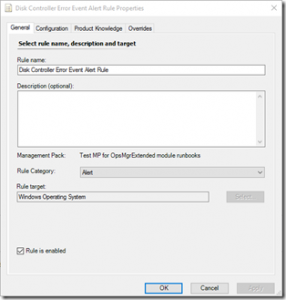 Disk Controller Error Event Alert Rule Properties
General Configuration Product Knowledge Overrides
Select rule name, description and target
Rule name:
Disk Controller Error Event Alert Rule
Description (optional):
Management Pack: Test MP for OpsMgrExtended module runbooks
Rule Category: Alert
Rule target:
Windows Operating System
Rule is enabled
OK Cancel Apply